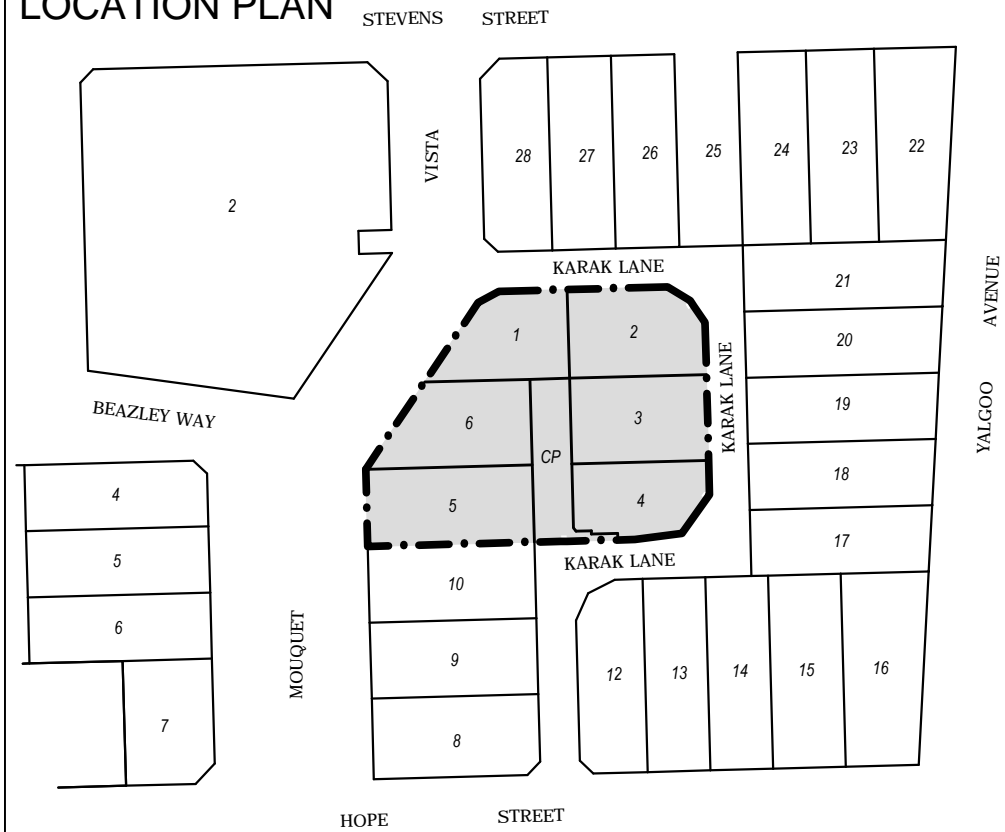 LOCATION PLAN
STEVENS STREET
VISTA
28 27 26 25 24 23 22
2
KARAK LANE
21
AVENUE
1 2
20
KARAK LANE
YALGOO
BEAZLEY WAY
6 3
19
CP
4
5 4
18
17
5
KARAK LANE
10
6
MOUQUET
9
12 13 14 15 16
7
8
HOPE STREET